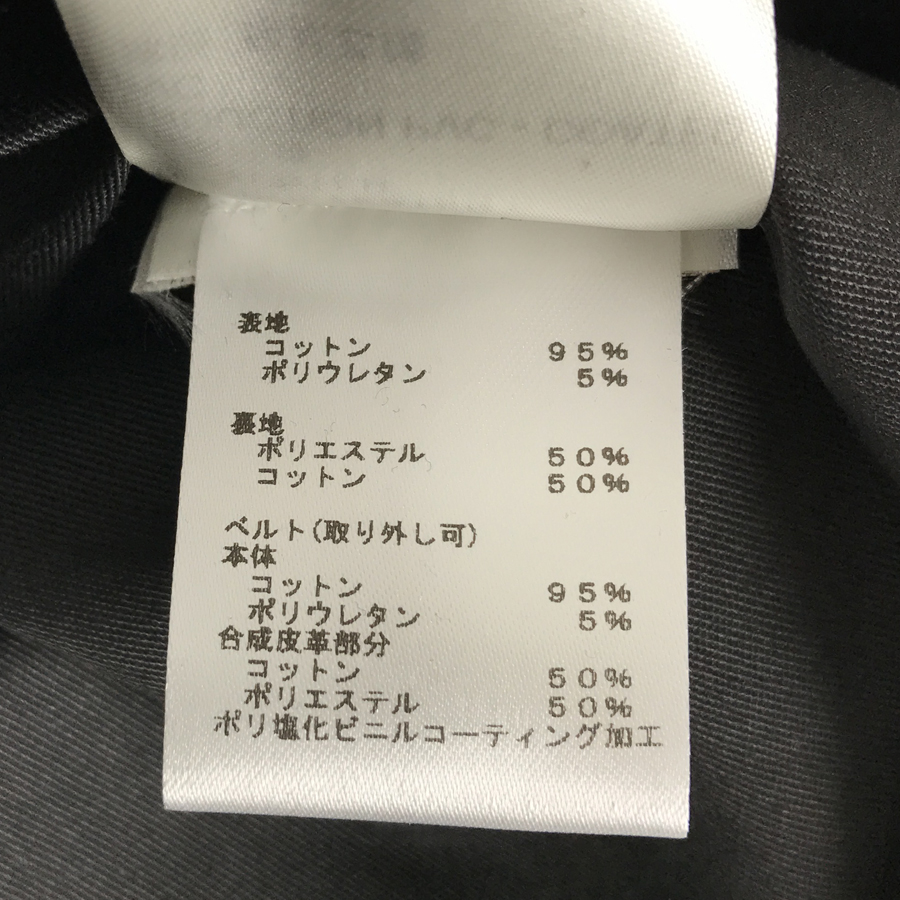 表地
コットン 95%
ポリウレタン 5%
裏地
ポリエステル 50%
コットン 50%
ベルト(取り外し可)
本体
コットン 95%
ポリウレタン 5%
合成皮革部分
コットン 50%
ポリエステル 50%
ポリ塩化ビニルコーティング加工